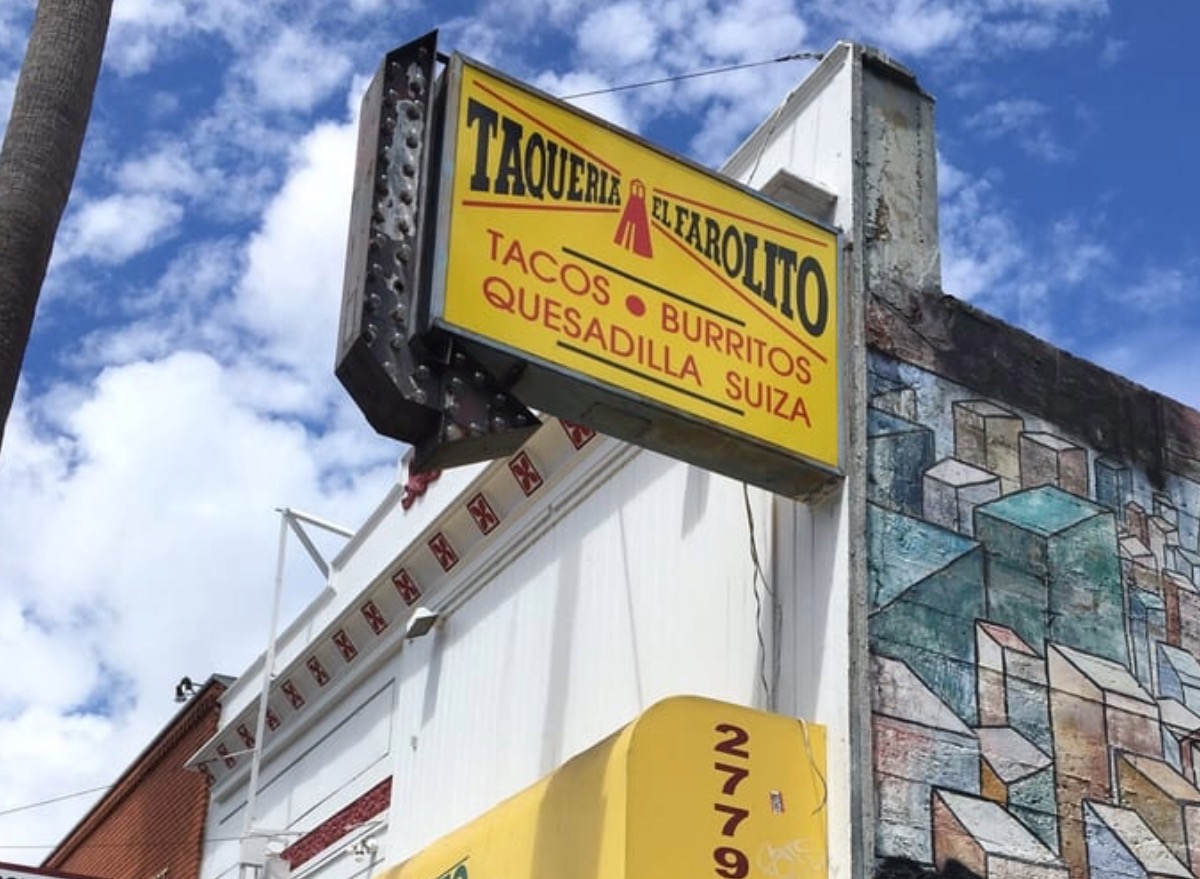 TAQUERIA EL FAROLITO
TACOS • BURRITOS
QUESADILLA SUIZA
2779